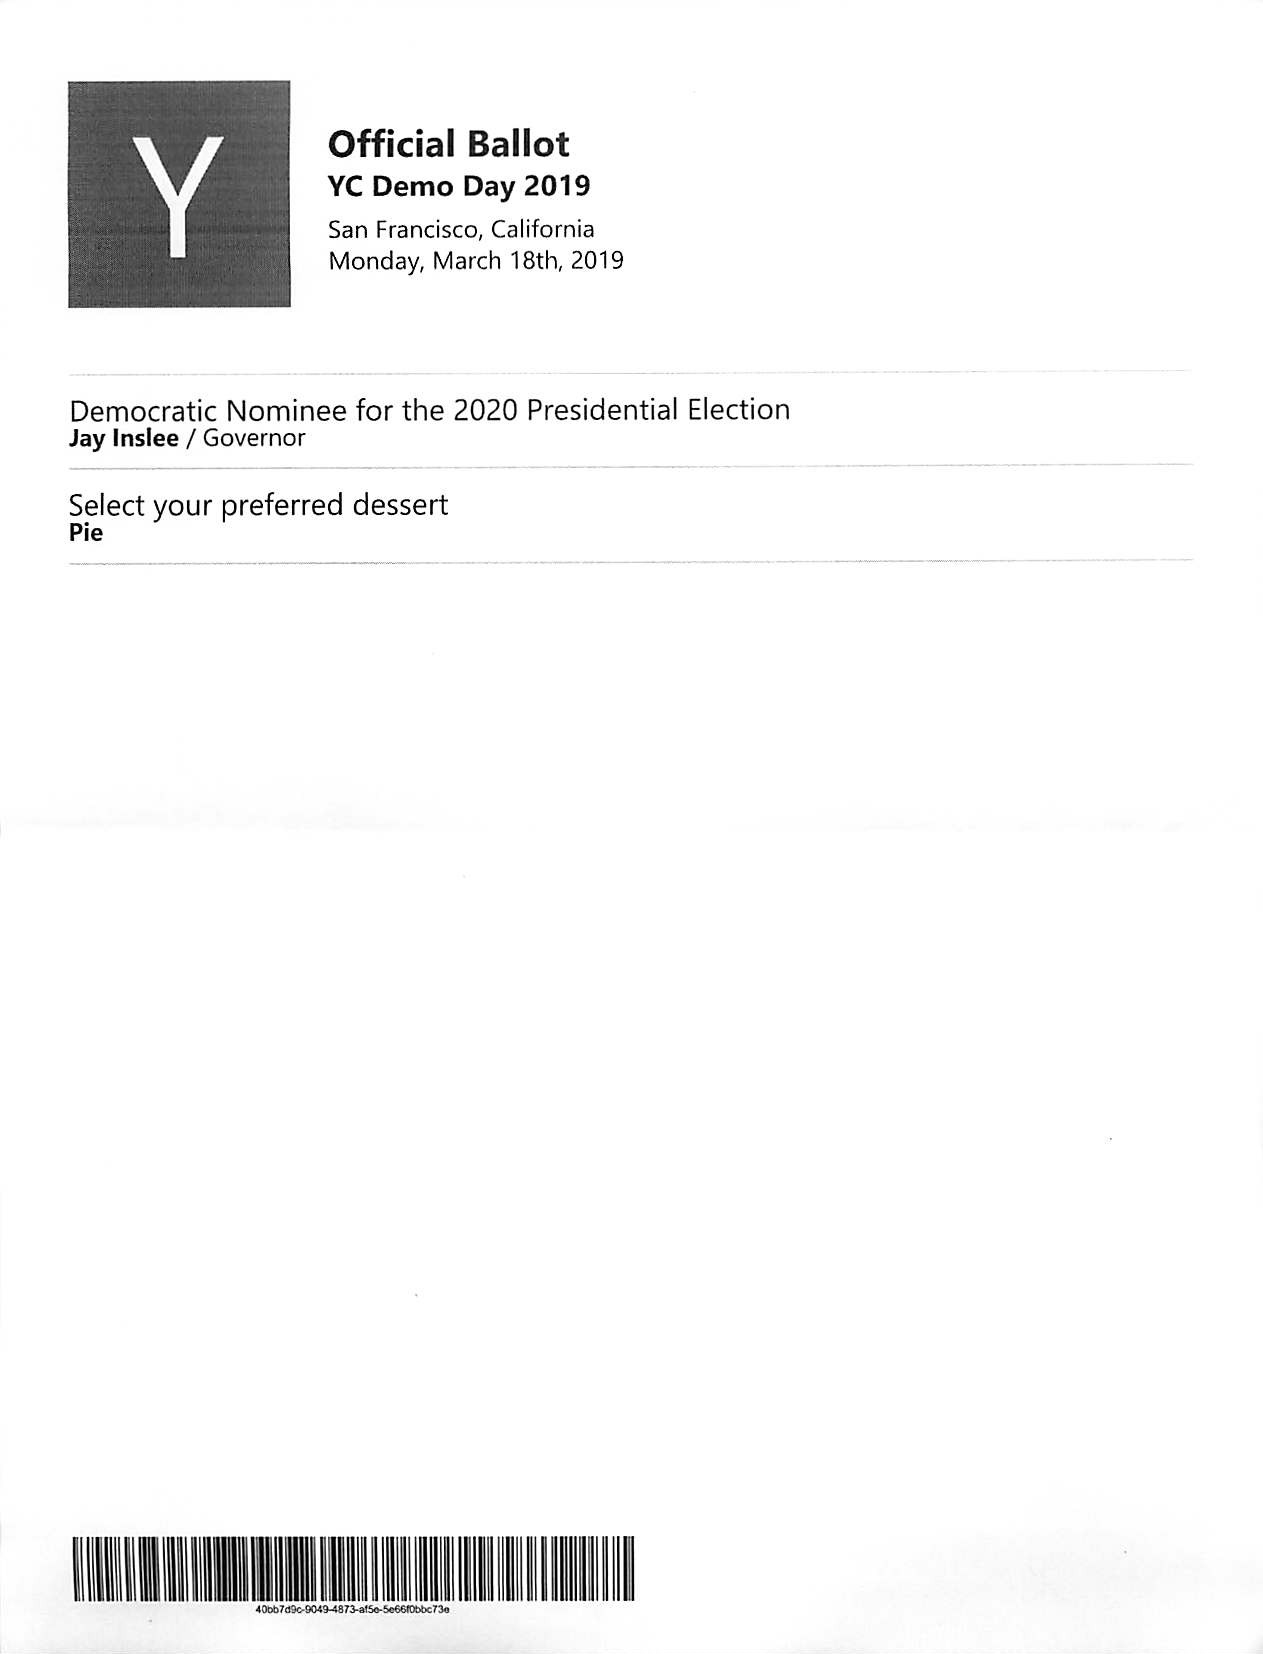 Y
Official Ballot
YC Demo Day 2019
San Francisco, California
Monday, March 18th, 2019
Democratic Nominee for the 2020 Presidential Election
Jay Inslee / Governor
Select your preferred dessert
Pie
40bb7d9c-9049-4873-af5e-5e66f0bbc73e